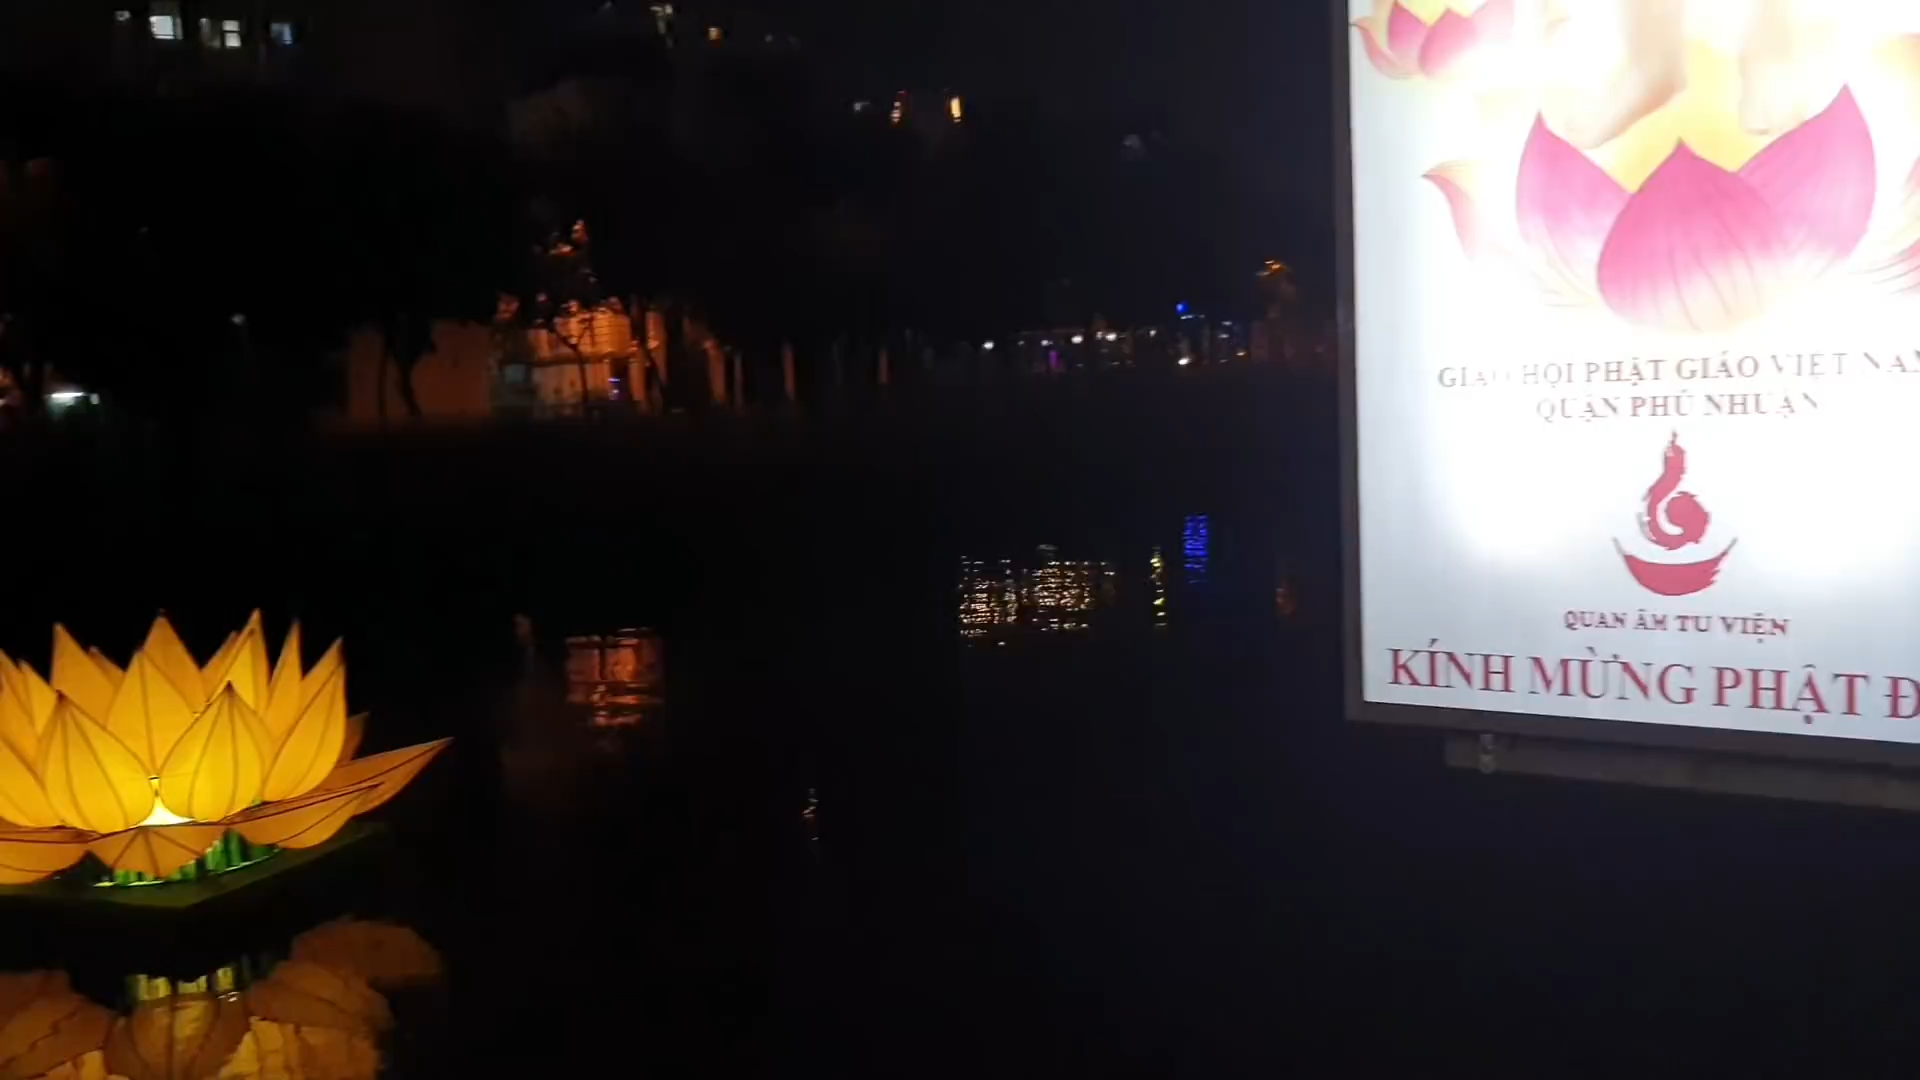 GIÁO HỘI PHẬT GIÁO VIỆT NAM
QUẬN PHÚ NHUẬN
QUAN ÂM TU VIỆN
KÍNH MỪNG PHẬT Đ